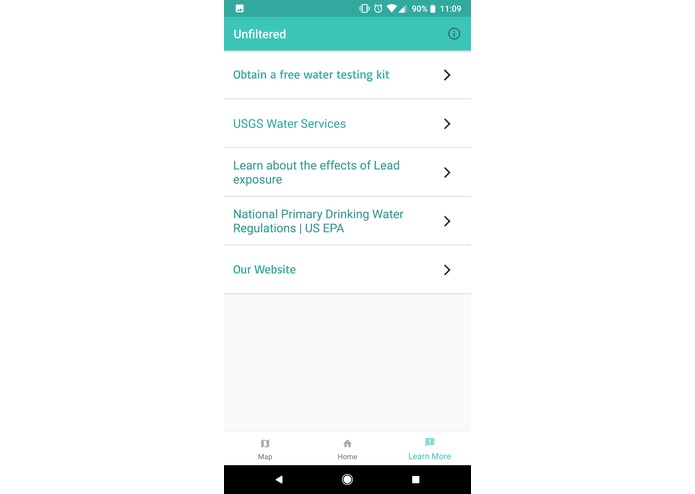 90% 11:09
Unfiltered
Obtain a free water testing kit
USGS Water Services
Learn about the effects of Lead
exposure
National Primary Drinking Water
Regulations | US EPA
Our Website
Map Home Learn More